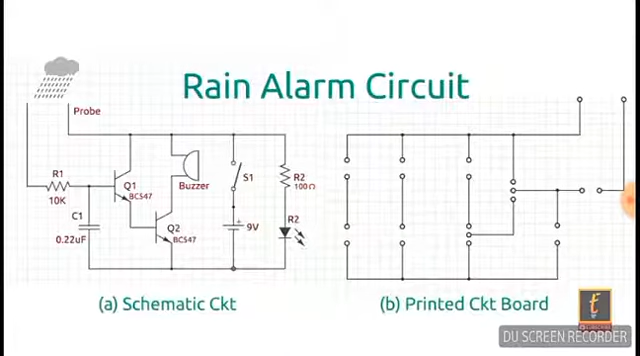 Rain Alarm Circuit
Probe
R1
10K
C1
0.22uF
Q1
BC547
Q2
BC547
Buzzer
S1
9V
R2
100Ω
R2
(a) Schematic Ckt
(b) Printed Ckt Board
DU SCREEN RECORDER